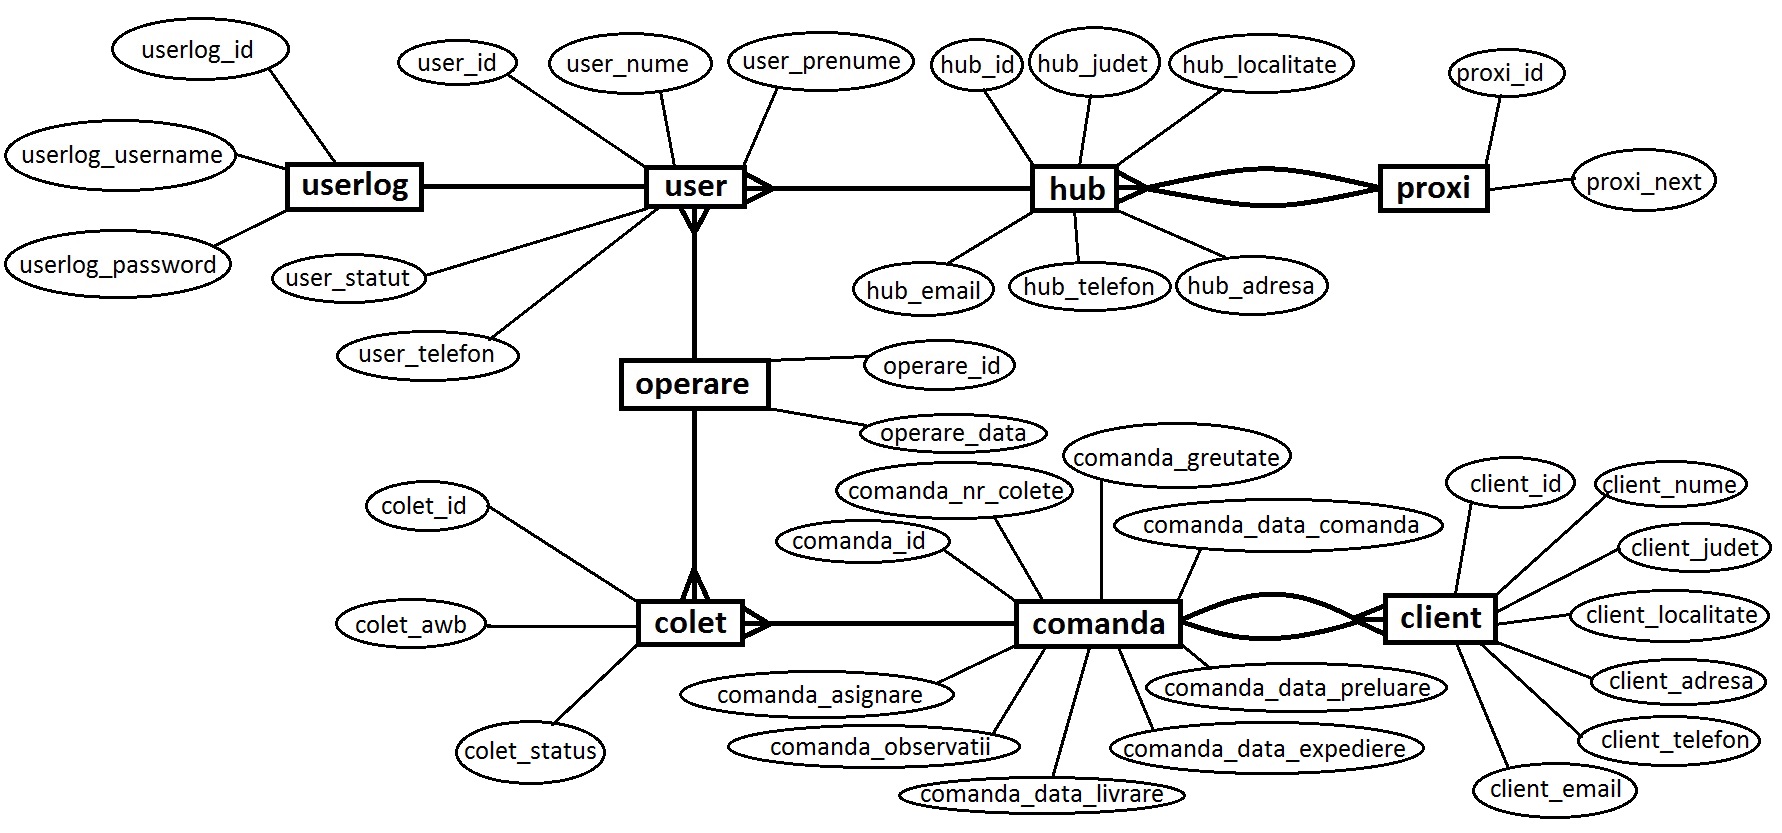 userlog_id
user_id
user_nume
user_prenume
hub_id
hub_judet
hub_localitate
proxi_id
userlog_username
userlog
user
hub
proxi
proxi_next
userlog_password
user_statut
hub_email
hub_telefon
hub_adresa
user_telefon
operare
operare_id
operare_data
comanda_greutate
colet_id
comanda_nr_colete
client_id
client_nume
comanda_id
comanda_data_comanda
client_judet
colet_awb
colet
comanda
client
client_localitate
comanda_asignare
comanda_data_preluare
client_adresa
colet_status
comanda_observatii
comanda_data_expediere
client_telefon
comanda_data_livrare
client_email